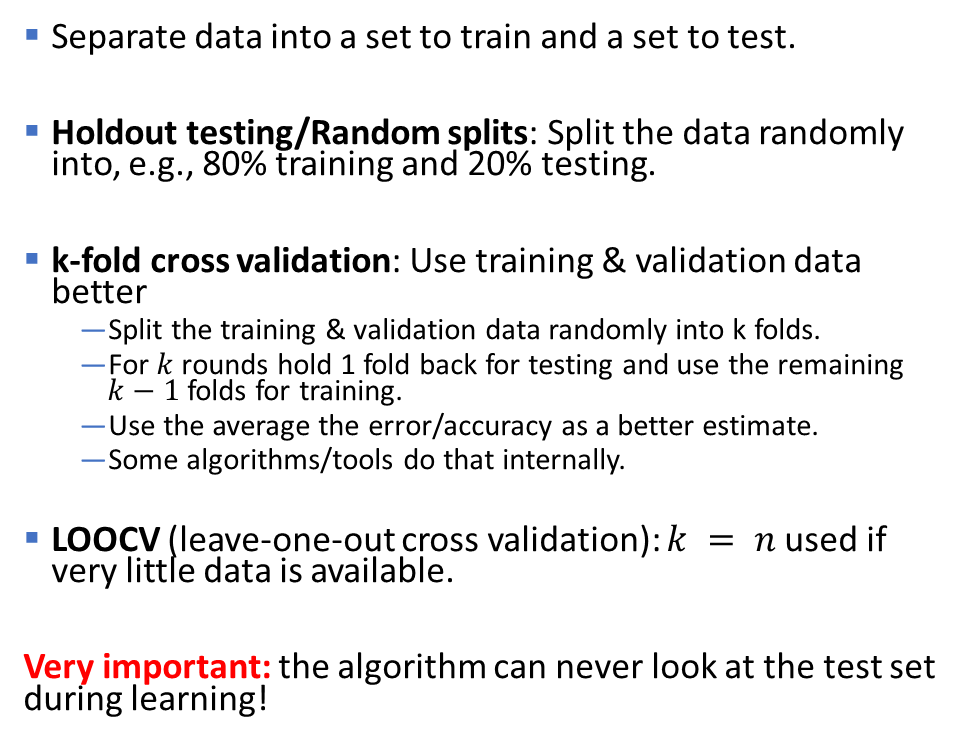 ▪ Separate data into a set to train and a set to test.
▪ Holdout testing/Random splits: Split the data randomly
into, e.g., 80% training and 20% testing.
▪ k-fold cross validation: Use training & validation data
better
—Split the training & validation data randomly into k folds.
—For k rounds hold 1 fold back for testing and use the remaining
k − 1 folds for training.
—Use the average the error/accuracy as a better estimate.
—Some algorithms/tools do that internally.
▪ LOOCV (leave-one-out cross validation): k = n used if
very little data is available.
Very important: the algorithm can never look at the test set
during learning!